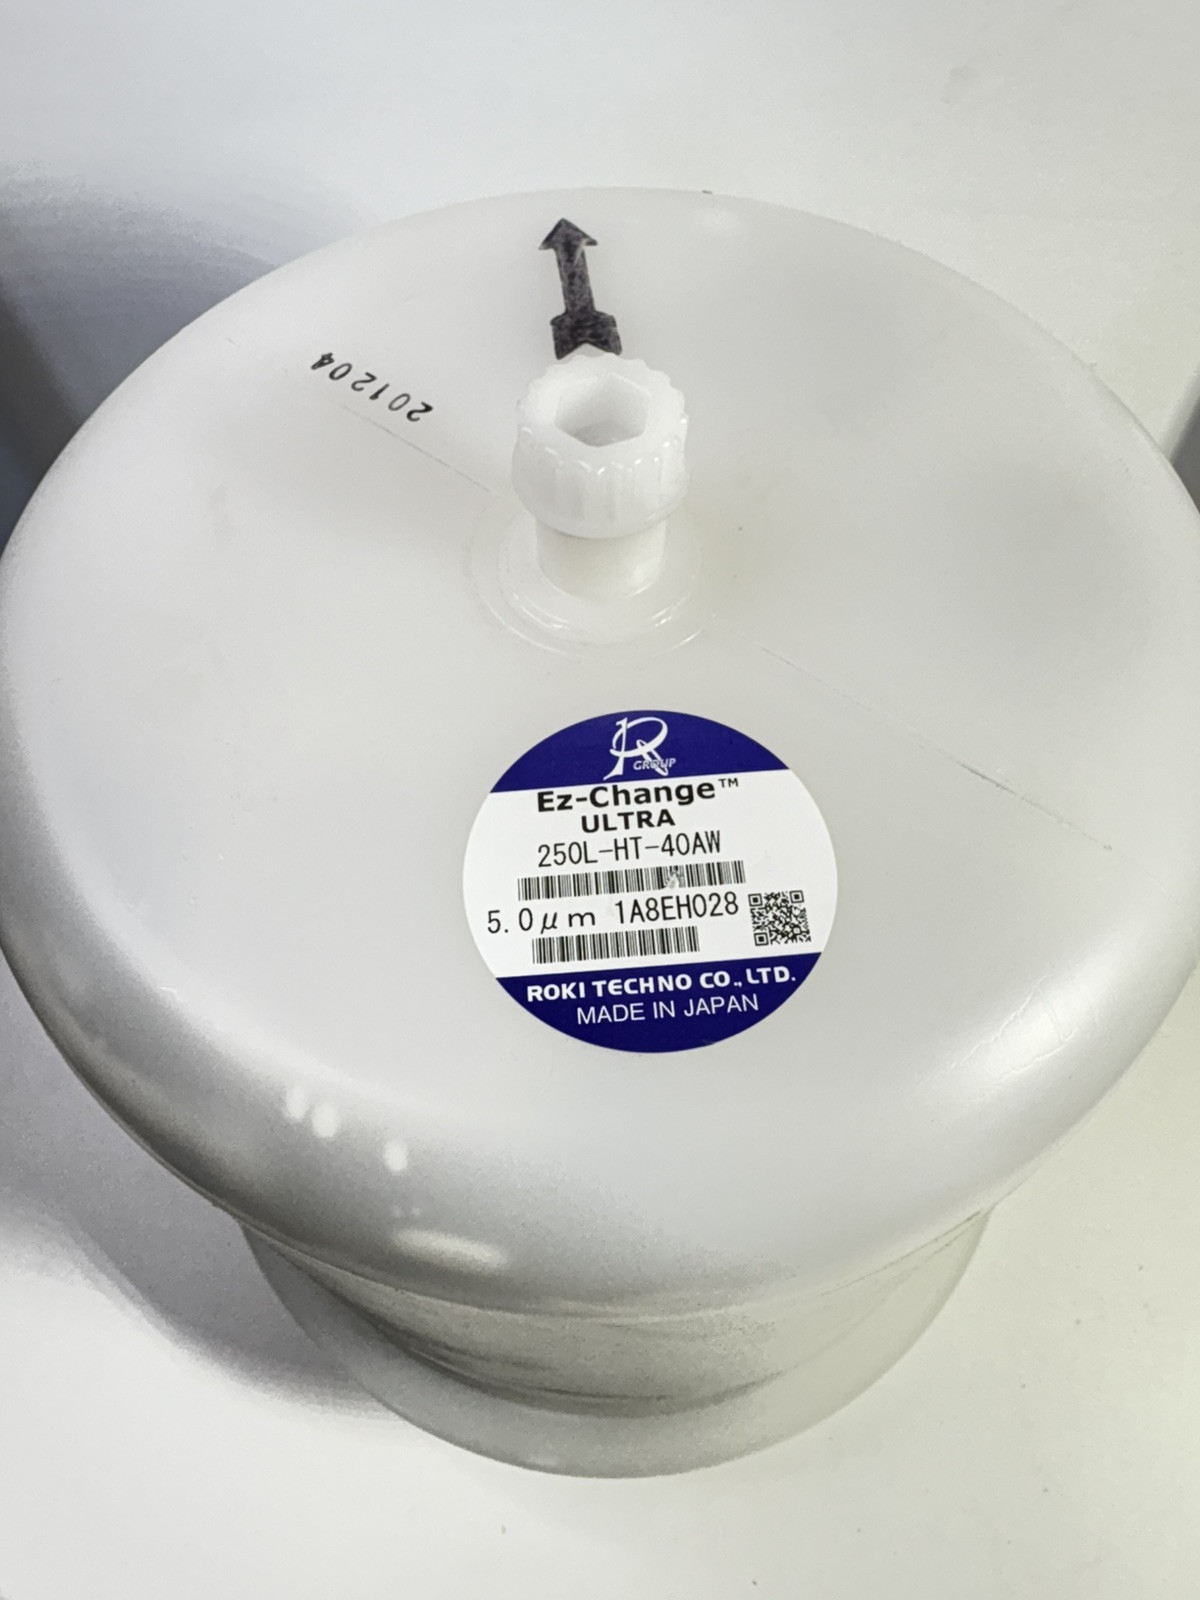 201204
R
GROUP
Ez-Change™
ULTRA
250L-HT-40AW
5.0μm 1A8EH028
ROKI TECHNO CO., LTD.
MADE IN JAPAN